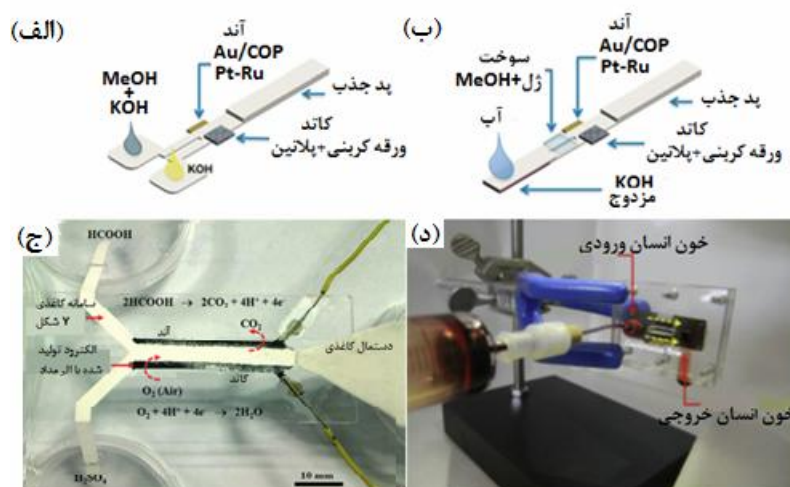 (الف)
آند
Au/COP
Pt-Ru
MeOH
+
KOH
پد جذب
KOH
کاتد
ورقه کربنی+پلاتین
(ب)
آند
Au/COP
Pt-Ru
سوخت
ژل+MeOH
پد جذب
آب
کاتد
ورقه کربنی+پلاتین
KOH
مزدوج
(ج)
HCOOH
2HCOOH → 2CO₂ + 4H⁺ + 4e⁻
سامانه کاغذی
Y شکل
آند
CO₂
دستمال کاغذی
الکترود تولید
شده با اثر مداد
کاتد
O₂ (Air)
O₂ + 4H⁺ + 4e⁻ → 2H₂O
H₂SO₄
10 mm
(د)
خون انسان ورودی
خون انسان خروجی